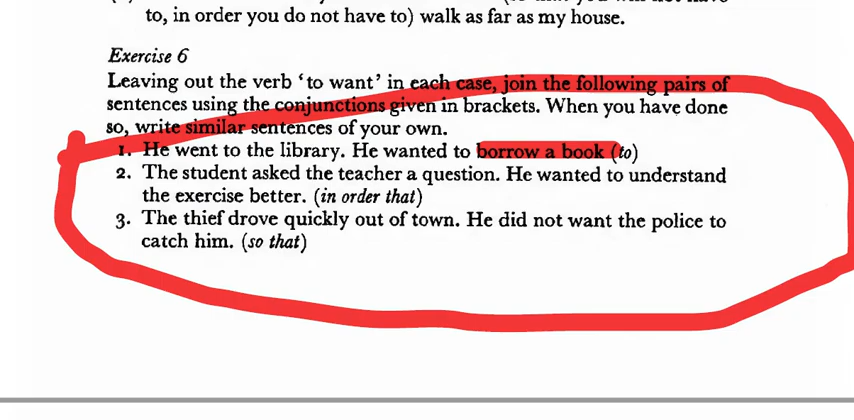 to, in order you do not have to) walk as far as my house.
Exercise 6
Leaving out the verb ‘to want’ in each case, join the following pairs of
sentences using the conjunctions given in brackets. When you have done
so, write similar sentences of your own.
1. He went to the library. He wanted to borrow a book (to)
2. The student asked the teacher a question. He wanted to understand
the exercise better. (in order that)
3. The thief drove quickly out of town. He did not want the police to
catch him. (so that)